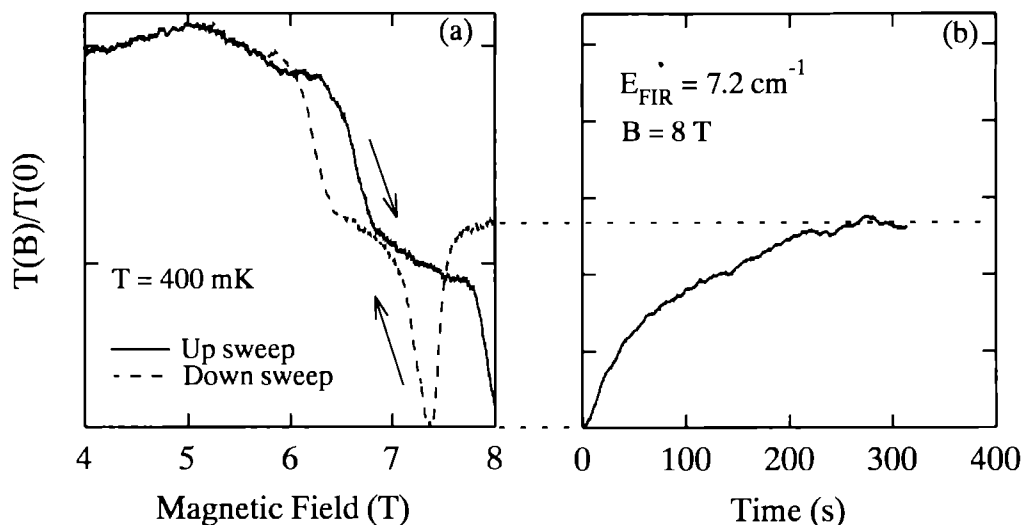 (a)
T(B)/T(0)
T = 400 mK
Up sweep
Down sweep
4 5 6 7 8
Magnetic Field (T)
(b)
E_FIR = 7.2 cm⁻¹
B = 8 T
0 100 200 300 400
Time (s)